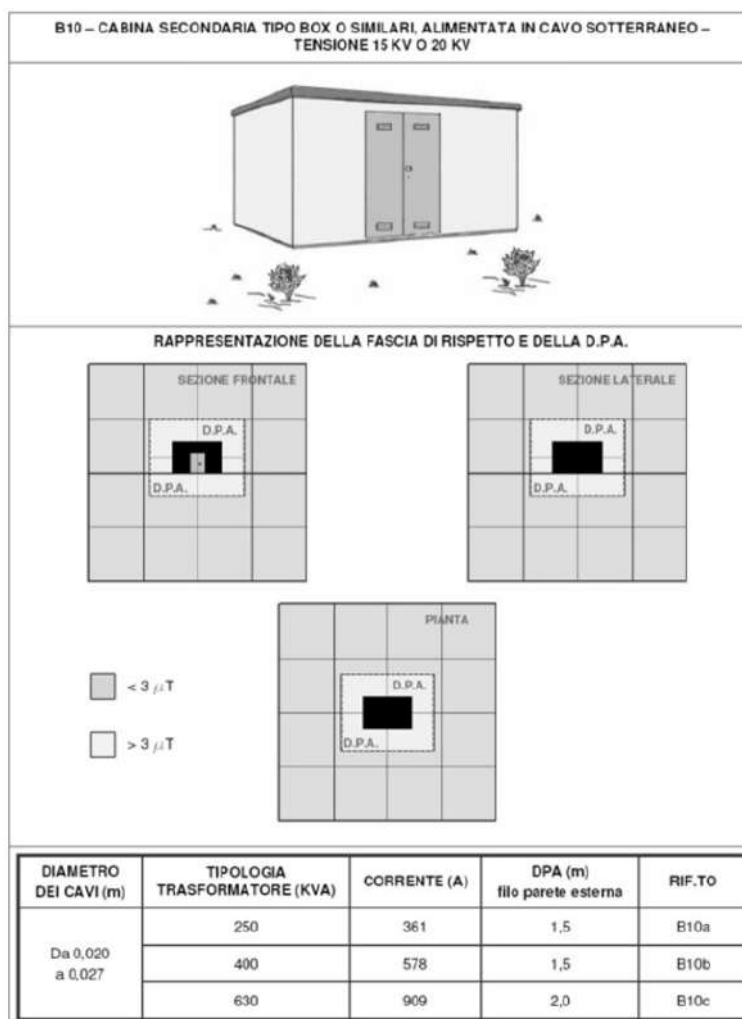 B10 – CABINA SECONDARIA TIPO BOX O SIMILARI, ALIMENTATA IN CAVO SOTTERRANEO –
TENSIONE 15 KV O 20 KV
RAPPRESENTAZIONE DELLA FASCIA DI RISPETTO E DELLA D.P.A.
SEZIONE FRONTALE
D.P.A.
D.P.A.
SEZIONE LATERALE
D.P.A.
D.P.A.
PIANTA
D.P.A.
D.P.A.
< 3 μT
> 3 μT
DIAMETRO
DEI CAVI (m)
TIPOLOGIA
TRASFORMATORE (KVA)
CORRENTE (A)
DPA (m)
filo parete esterna
RIF.TO
Da 0,020
a 0,027
250
361
1,5
B10a
400
578
1,5
B10b
630
909
2,0
B10c